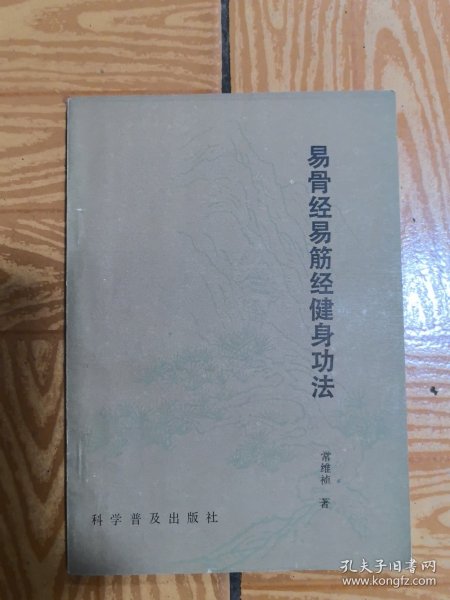 易骨经易筋经健身功法
常维祯 著
科学普及出版社
孔夫子旧书网
www.kongfz.com